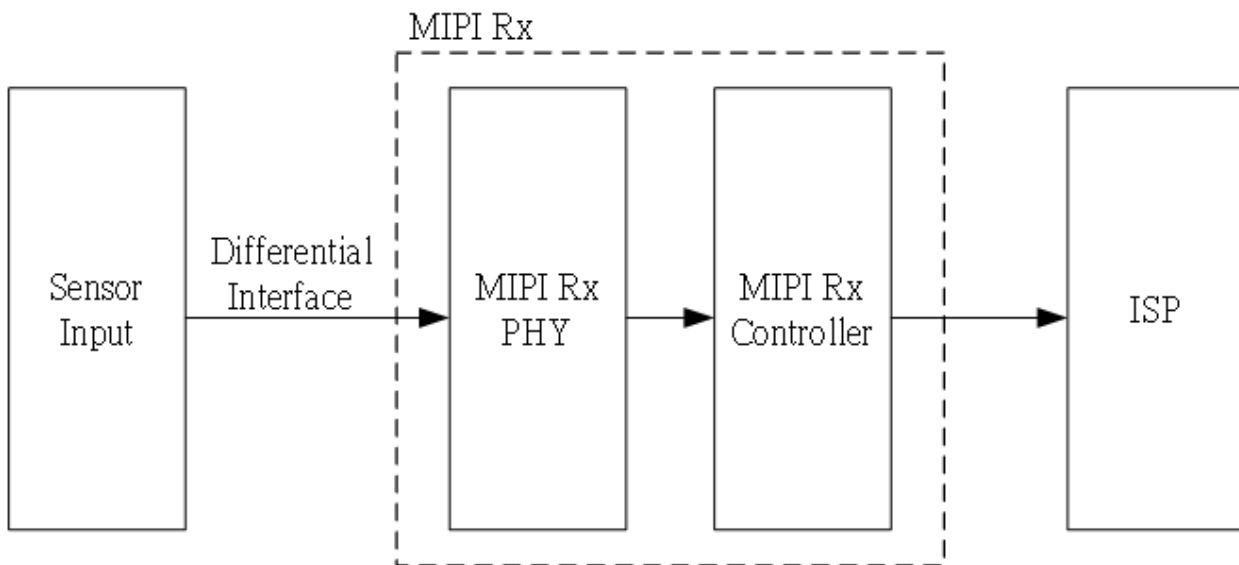 MIPI Rx
Sensor
Input
Differential
Interface
MIPI Rx
PHY
MIPI Rx
Controller
ISP